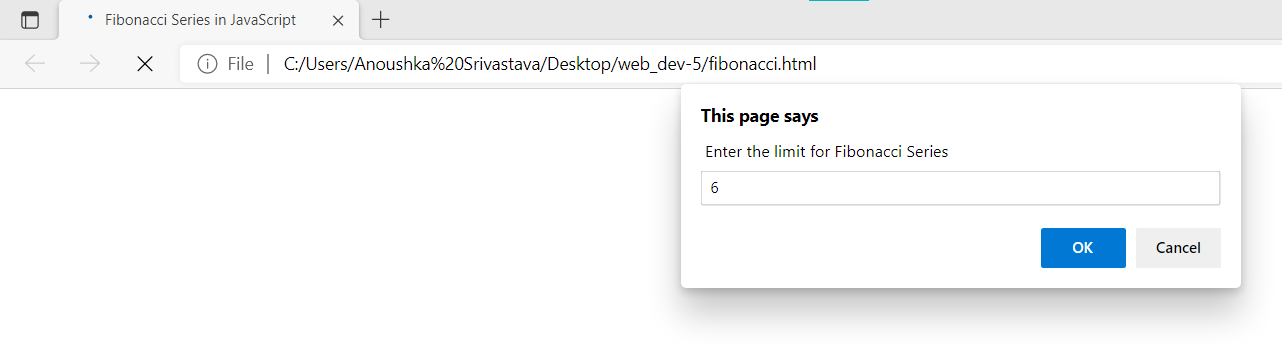 Fibonacci Series in JavaScript
File | C:/Users/Anoushka%20Srivastava/Desktop/web_dev-5/fibonacci.html
This page says
Enter the limit for Fibonacci Series
6
OK Cancel